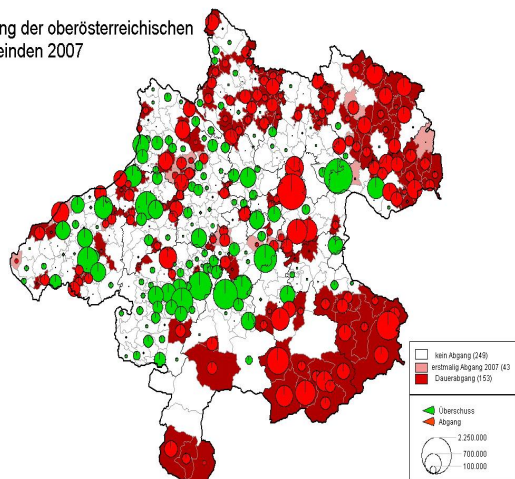 ng der oberösterreichischen
einden 2007
kein Abgang (249)
erstmalig Abgang 2007 (43
Dauerabgang (153)
Überschuss
Abgang
2.250.000
700.000
100.000